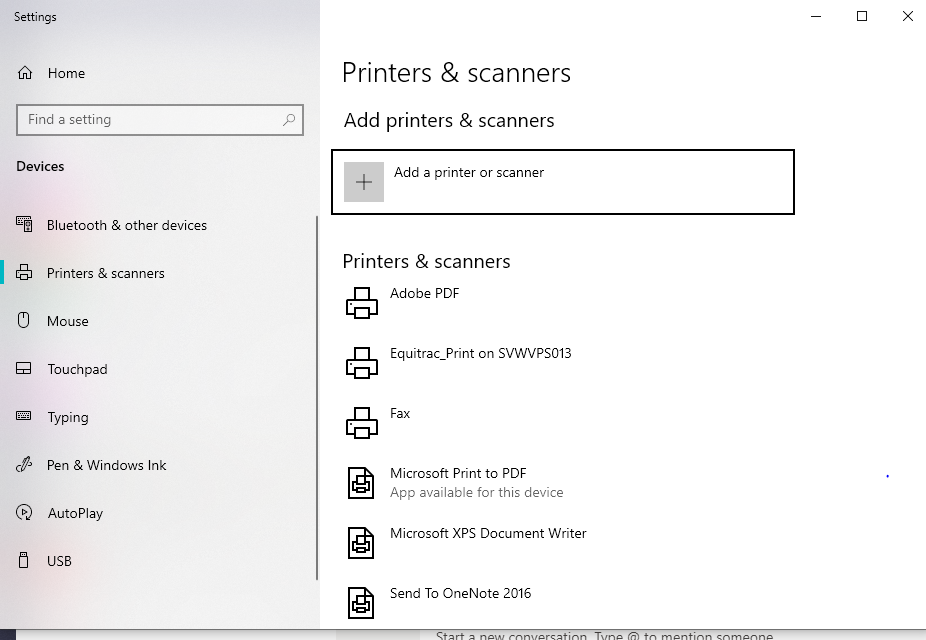 Settings
Home
Find a setting
Devices
Bluetooth & other devices
Printers & scanners
Mouse
Touchpad
Typing
Pen & Windows Ink
AutoPlay
USB
Printers & scanners
Add printers & scanners
Add a printer or scanner
Printers & scanners
Adobe PDF
Equitrac_Print on SVWVPS013
Fax
Microsoft Print to PDF
App available for this device
Microsoft XPS Document Writer
Send To OneNote 2016
Start a new conversation. Type @ to mention someone.